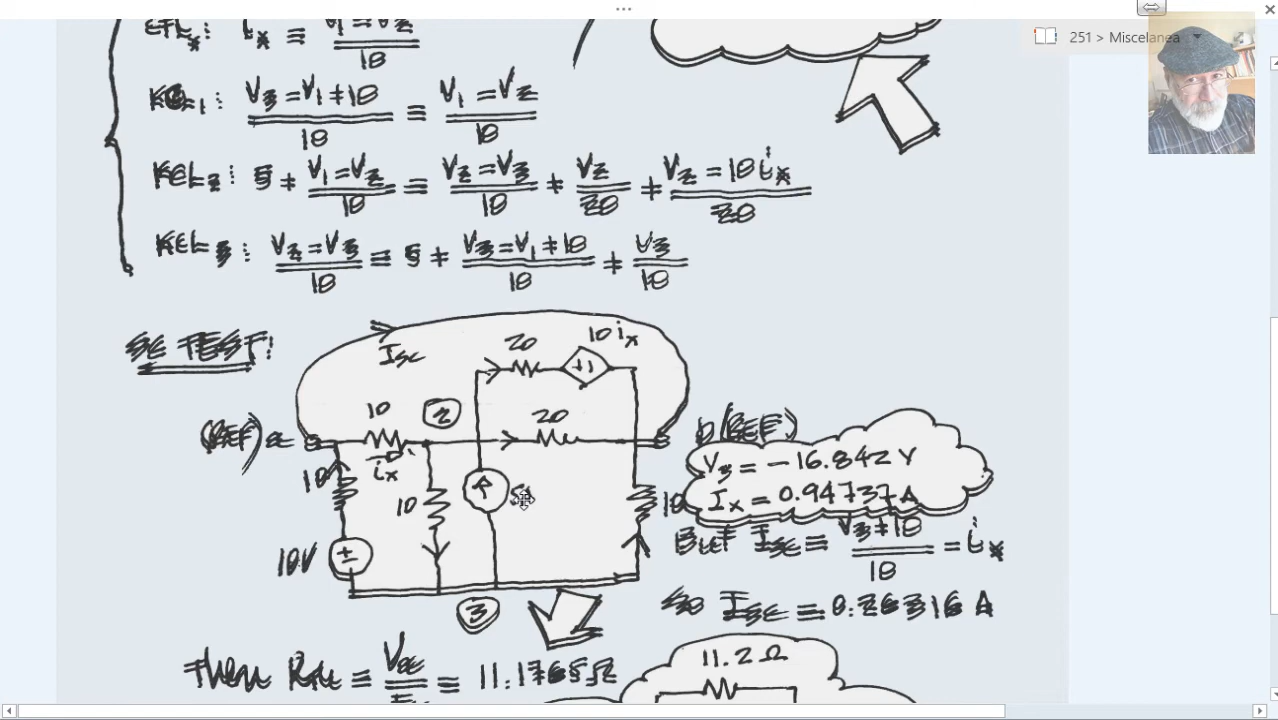 251 > Miscelanea
KCL1: (V3 - V1 + 10)/10 = (V1 - V2)/10
KCL2: 5 + (V1 - V2)/10 = (V2 - V3)/10 + V2/20 + (V2 - 10ix)/20
KCL3: (V2 - V3)/10 = 5 + (V3 - V1 + 10)/10 + V3/10
SC TEST:
ISC
20
10ix
10
2
20
(REF) a
b (REF)
10
ix
10
10
V3 = -16.842 V
Ix = 0.94737 A
10V
BUT ISC = (V3 + 10)/10 - ix
3
SO ISC = 0.26316 A
11.2 Ω
Then = 11.1765 Ω